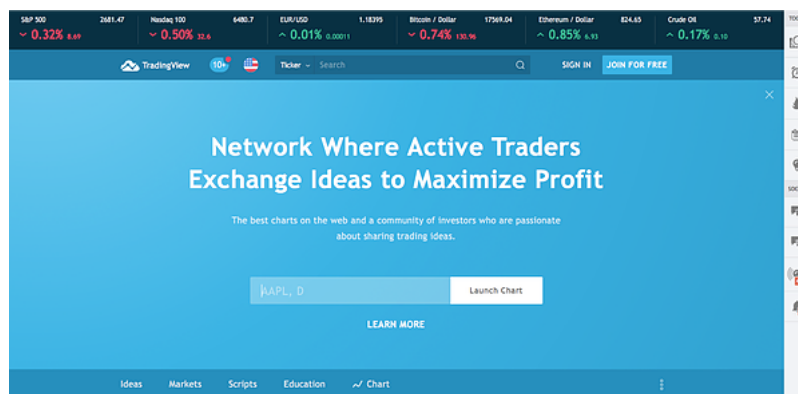 S&P 500 2681.47 Nasdaq 100 6480.7 EUR/USD 1.18395 Bitcoin / Dollar 17569.04 Ethereum / Dollar 824.65 Crude Oil 57.74
0.32% 8.69 0.50% 32.6 0.01% 0.00011 0.74% 130.96 0.85% 6.93 0.17% 0.10
TradingView 10+ Ticker Search SIGN IN JOIN FOR FREE
Network Where Active Traders
Exchange Ideas to Maximize Profit
The best charts on the web and a community of investors who are passionate
about sharing trading ideas.
AAPL, D Launch Chart
LEARN MORE
Ideas Markets Scripts Education Chart